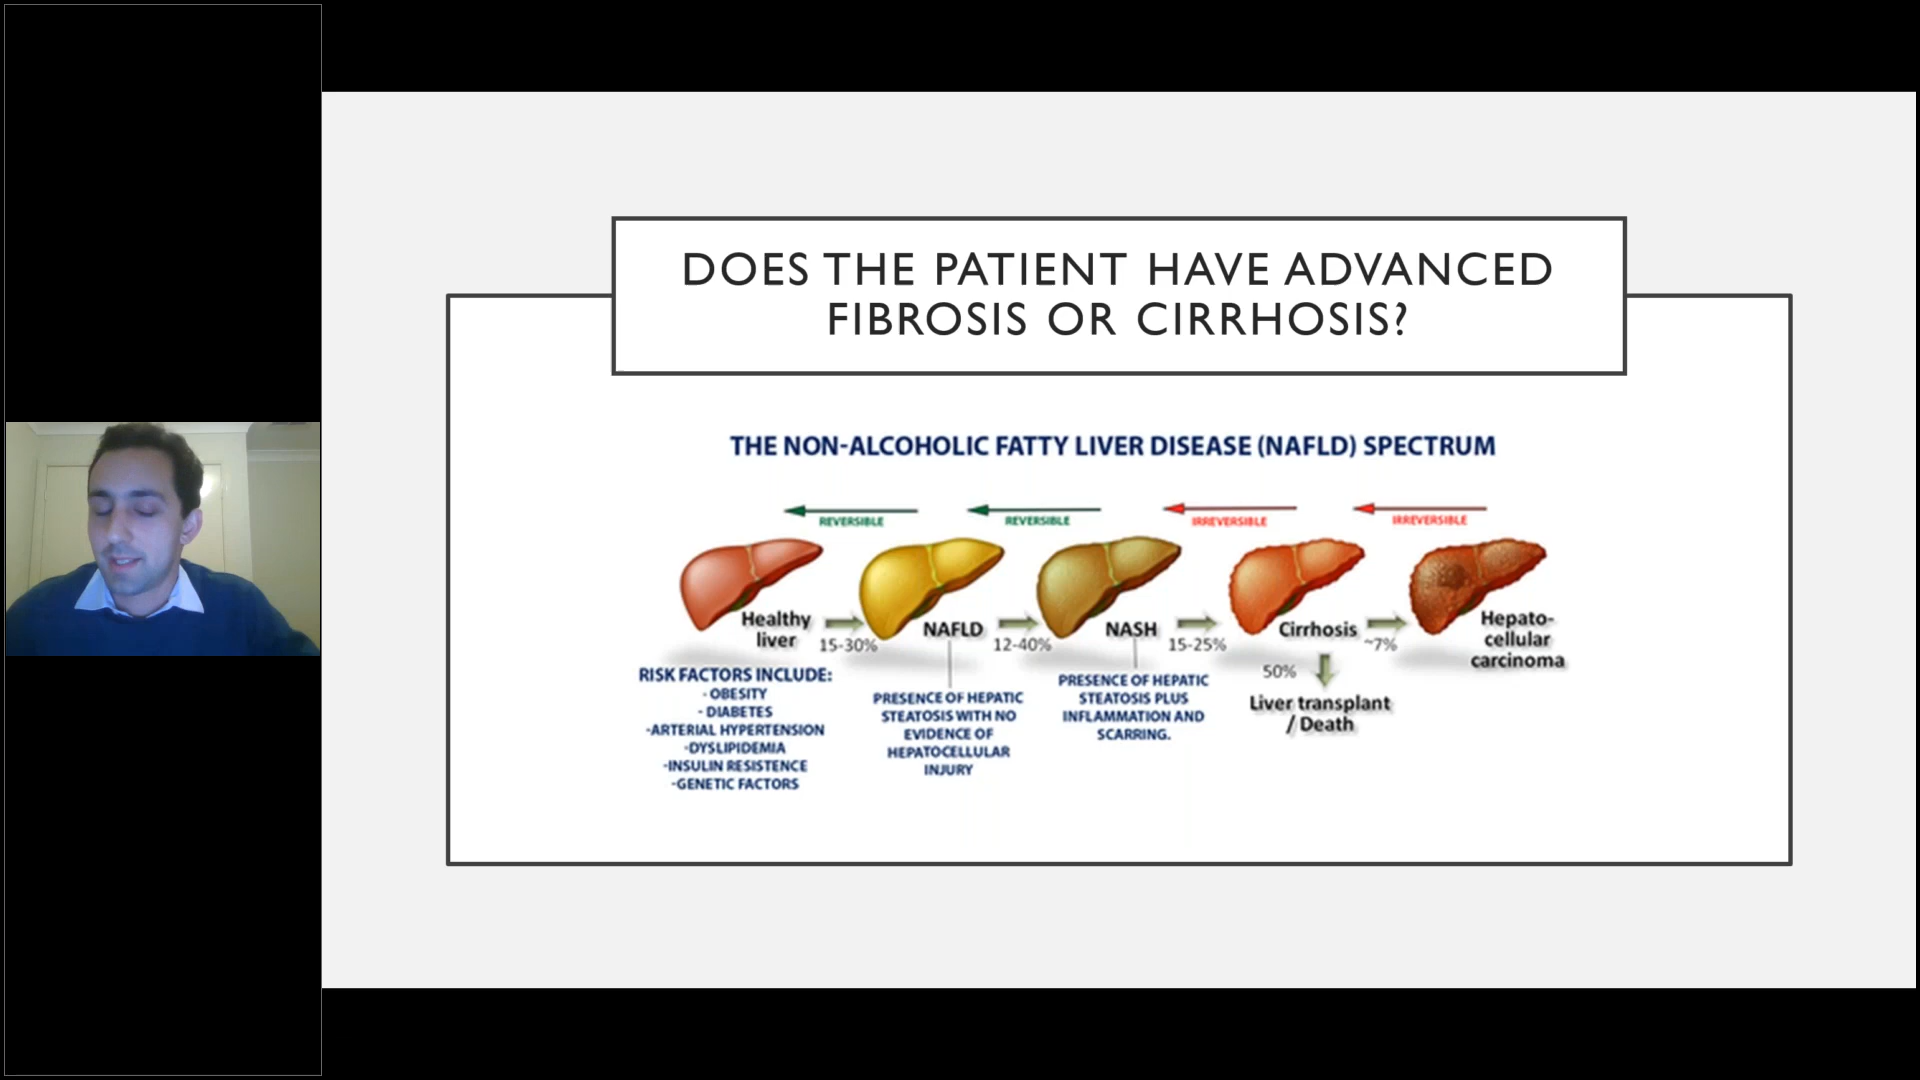 DOES THE PATIENT HAVE ADVANCED
FIBROSIS OR CIRRHOSIS?
THE NON-ALCOHOLIC FATTY LIVER DISEASE (NAFLD) SPECTRUM
REVERSIBLE
REVERSIBLE
IRREVERSIBLE
IRREVERSIBLE
Healthy
liver
15-30%
NAFLD
12-40%
NASH
15-25%
Cirrhosis
~7%
Hepato-
cellular
carcinoma
50%
Liver transplant
/ Death
RISK FACTORS INCLUDE:
- OBESITY
- DIABETES
-ARTERIAL HYPERTENSION
-DYSLIPIDEMIA
-INSULIN RESISTENCE
-GENETIC FACTORS
PRESENCE OF HEPATIC
STEATOSIS WITH NO
EVIDENCE OF
HEPATOCELLULAR
INJURY
PRESENCE OF HEPATIC
STEATOSIS PLUS
INFLAMMATION AND
SCARRING.